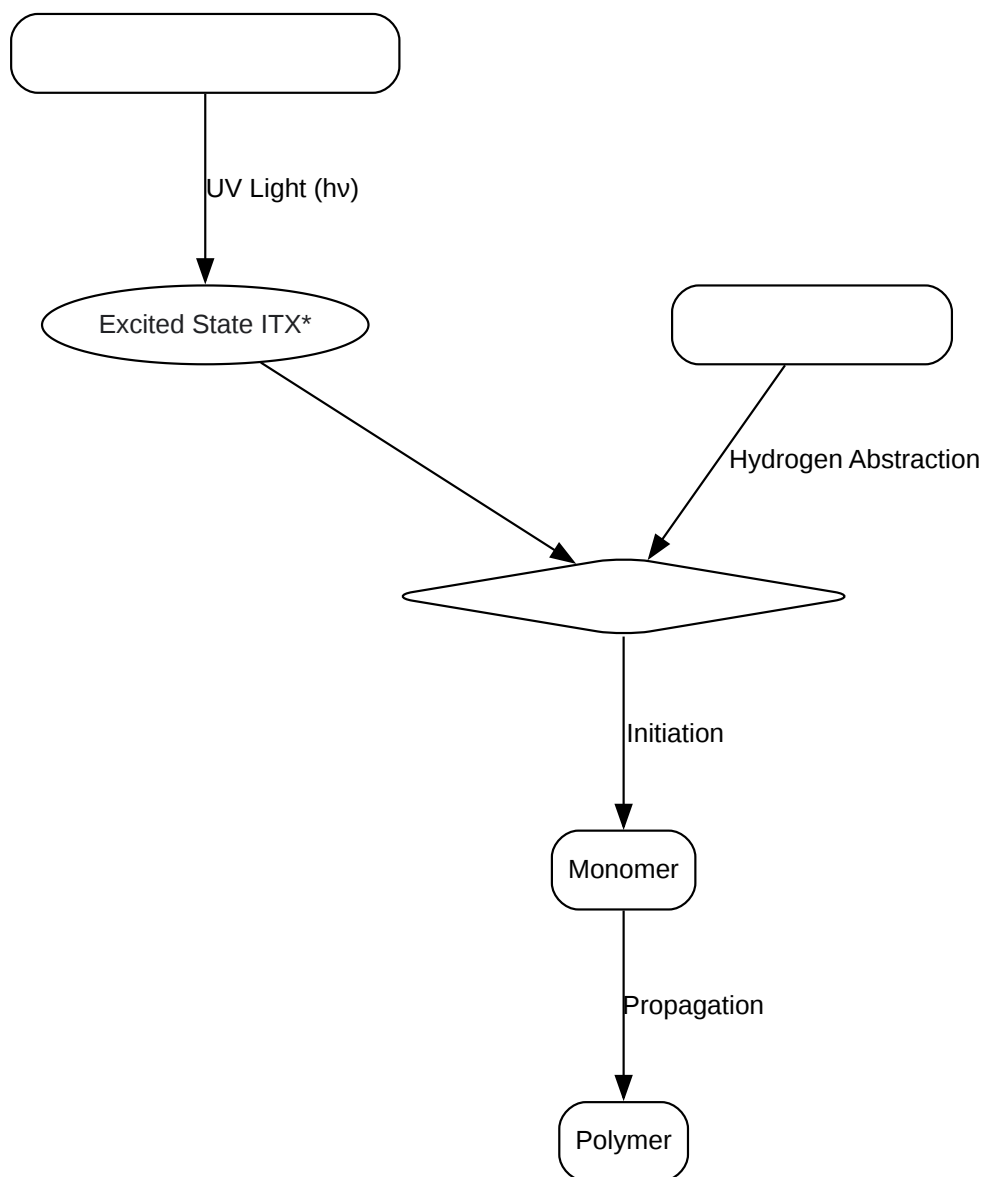 UV Light (hν)
Excited State ITX*
Hydrogen Abstraction
Initiation
Monomer
Propagation
Polymer